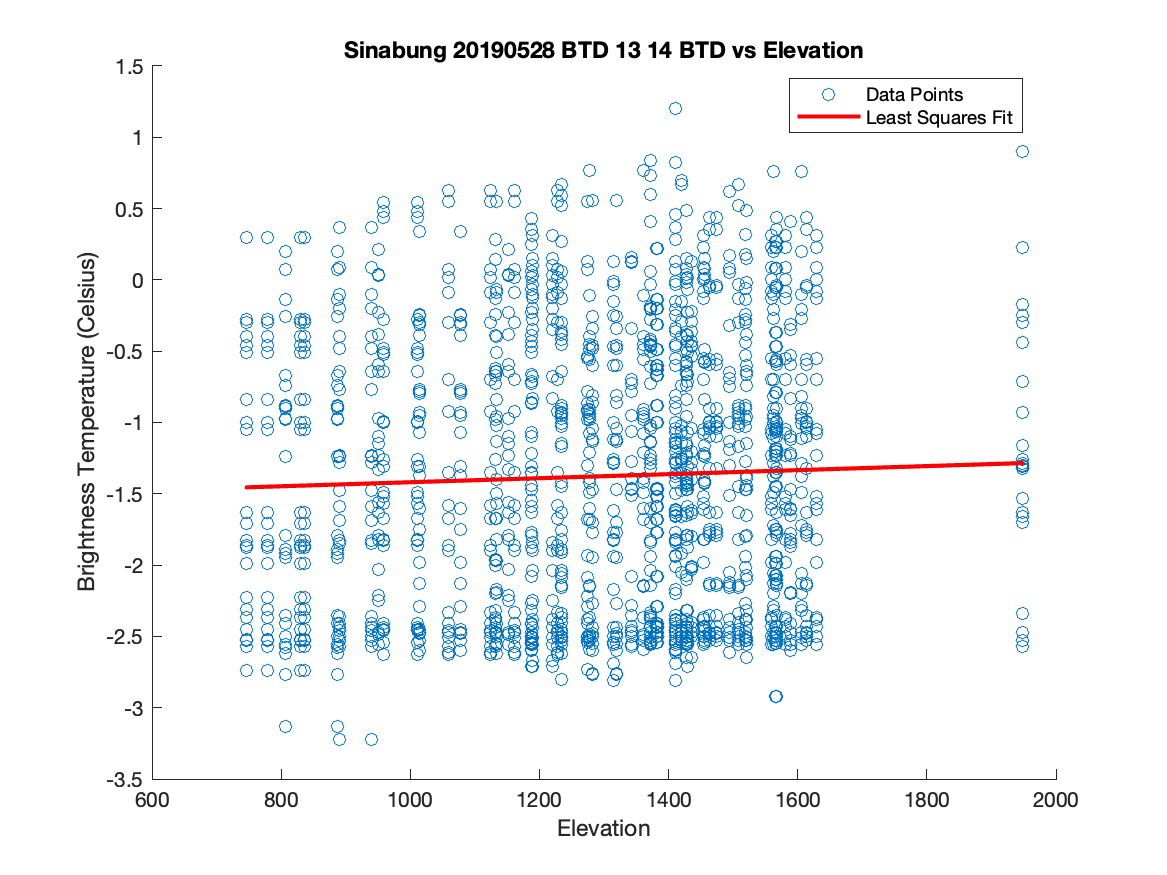 Sinabung 20190528 BTD 13 14 BTD vs Elevation
Data Points
Least Squares Fit
1.5
1
0.5
0
-0.5
-1
-1.5
-2
-2.5
-3
-3.5
Brightness Temperature (Celsius)
600 800 1000 1200 1400 1600 1800 2000
Elevation